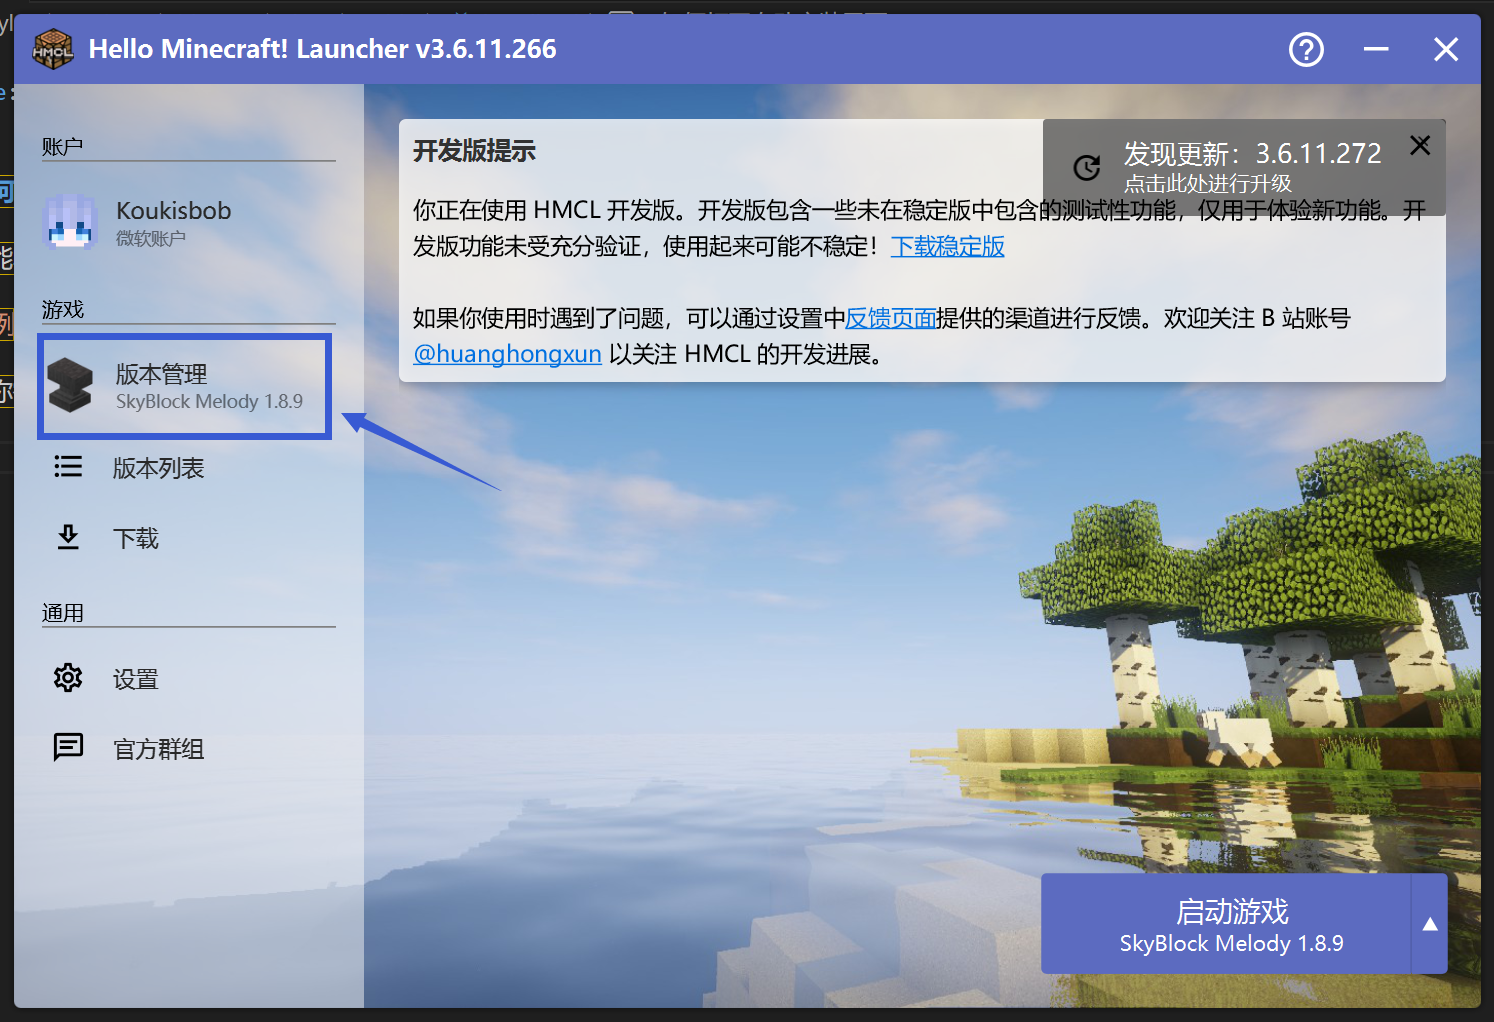 HMCL
Hello Minecraft! Launcher v3.6.11.266
账户
Koukisbob
微软账户
游戏
版本管理
SkyBlock Melody 1.8.9
版本列表
下载
通用
设置
官方群组
开发版提示
发现更新：3.6.11.272
点击此处进行升级
你正在使用 HMCL 开发版。开发版包含一些未在稳定版中包含的测试性功能，仅用于体验新功能。开
发版功能未受充分验证，使用起来可能不稳定！下载稳定版
如果你使用时遇到了问题，可以通过设置中反馈页面提供的渠道进行反馈。欢迎关注 B 站账号
@huanghongxun 以关注 HMCL 的开发进展。
启动游戏
SkyBlock Melody 1.8.9